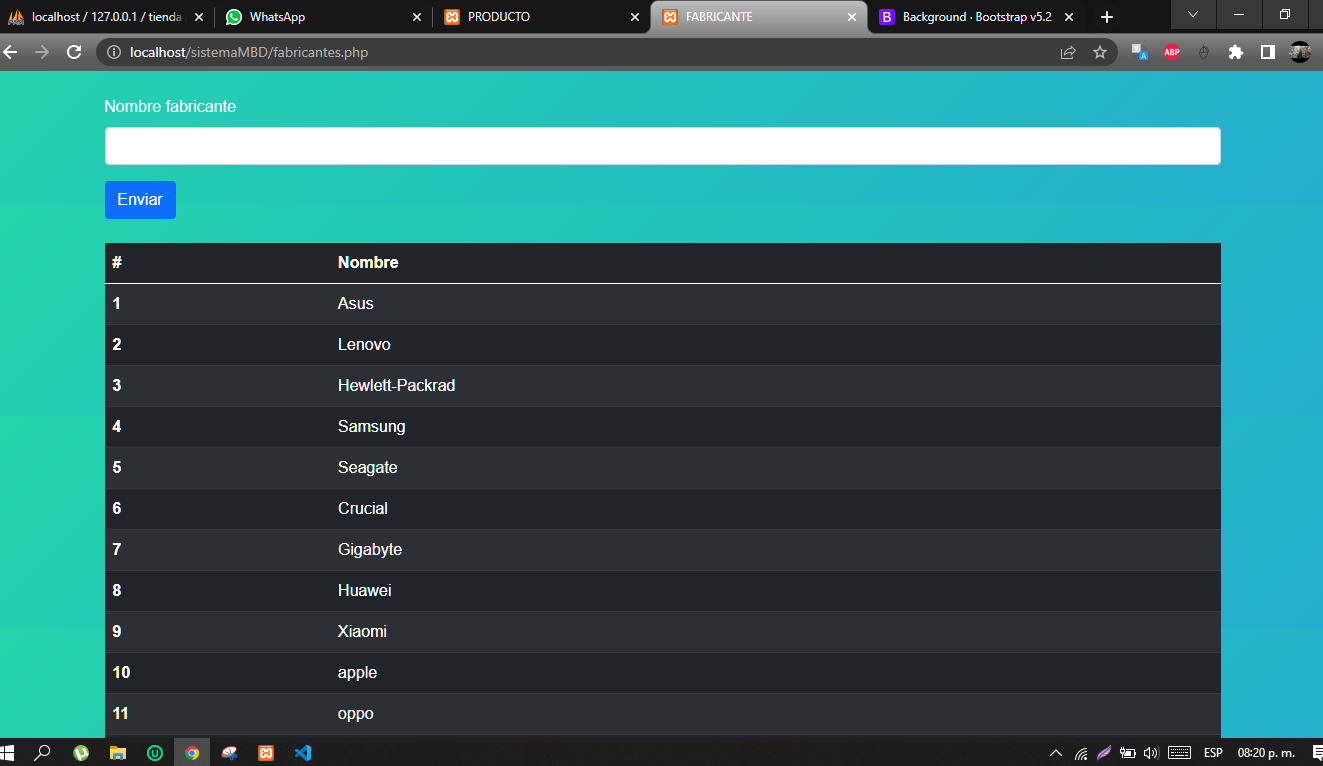 localhost / 127.0.0.1 / tienda
WhatsApp
PRODUCTO
FABRICANTE
B Background · Bootstrap v5.2
localhost/sistemaMBD/fabricantes.php
ABP
Nombre fabricante
Enviar
# Nombre
1 Asus
2 Lenovo
3 Hewlett-Packrad
4 Samsung
5 Seagate
6 Crucial
7 Gigabyte
8 Huawei
9 Xiaomi
10 apple
11 oppo
ESP 08:20 p. m.